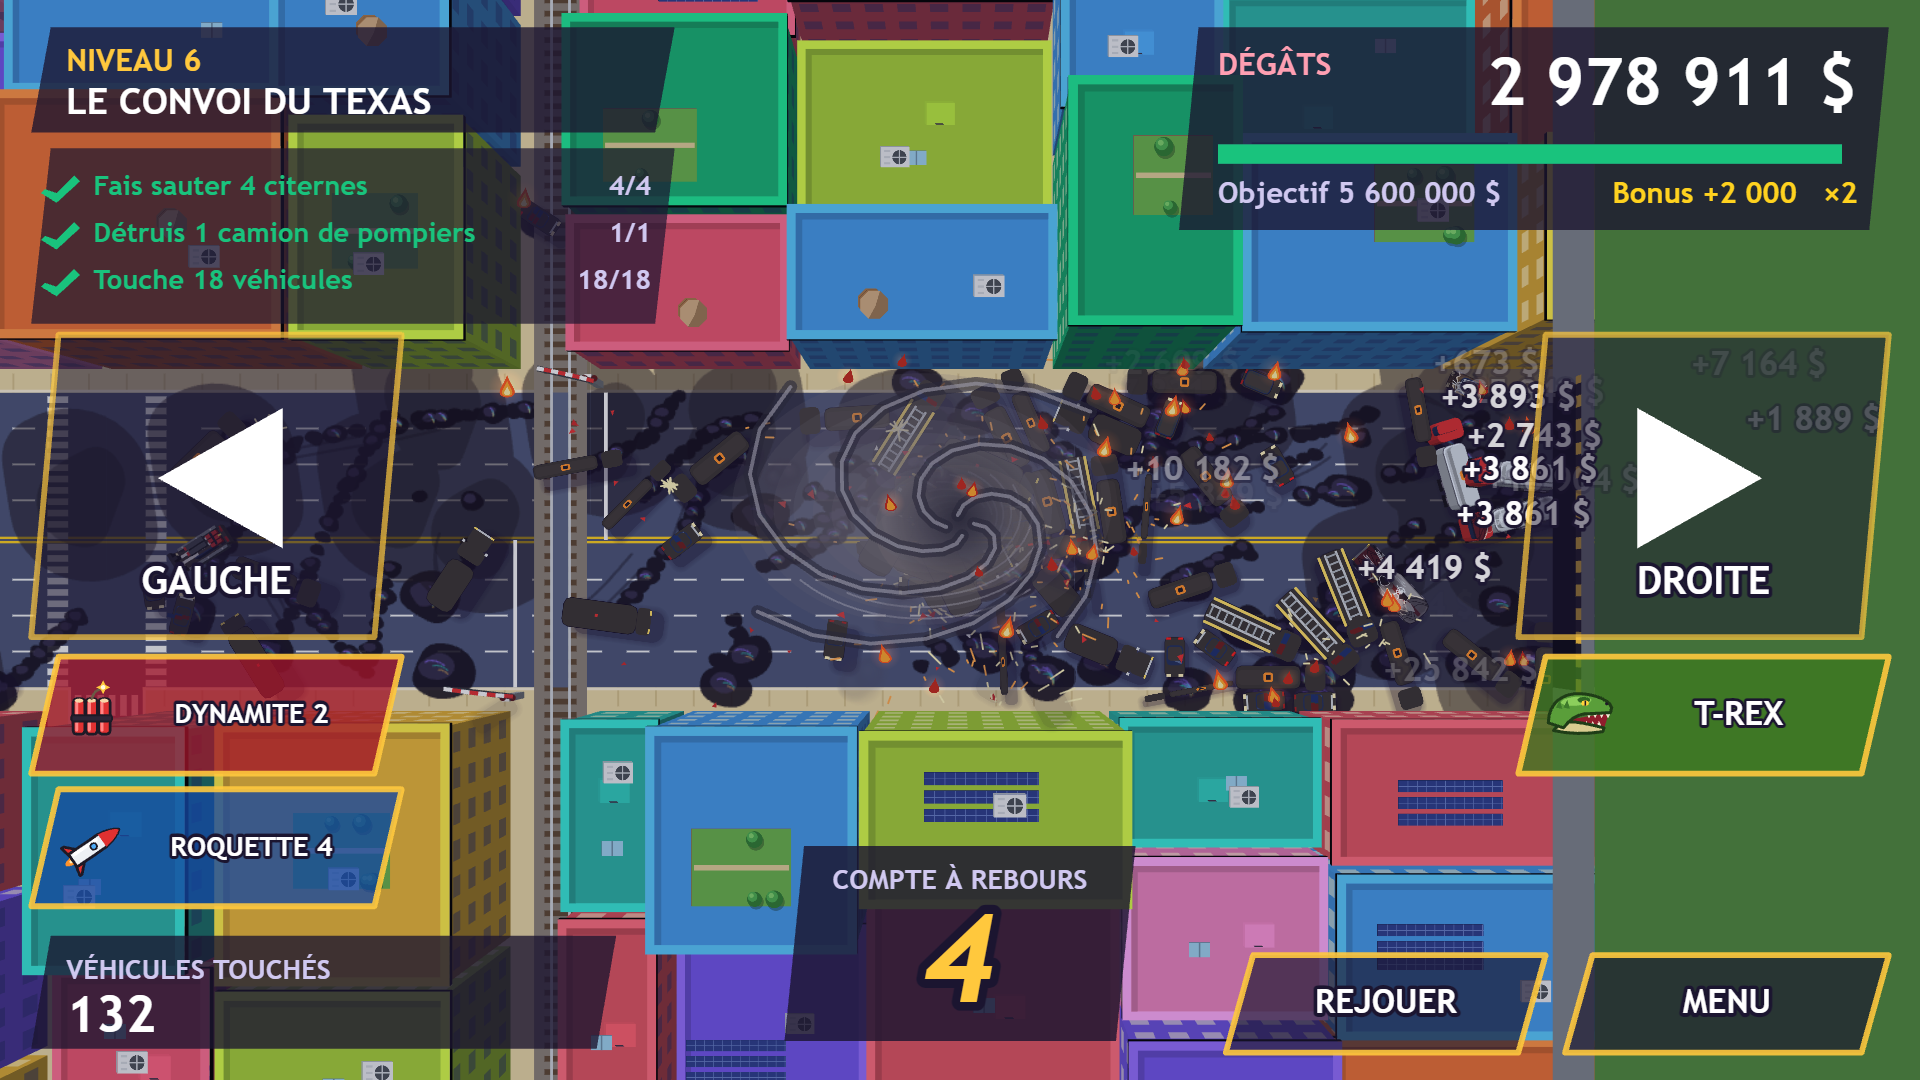 NIVEAU 6
LE CONVOI DU TEXAS
Fais sauter 4 citernes 4/4
Détruis 1 camion de pompiers 1/1
Touche 18 véhicules 18/18
DÉGÂTS 2 978 911 $
Objectif 5 600 000 $ Bonus +2 000 ×2
+673 $
+7 164 $
+3 893 $
+1 889 $
+2 743 $
+10 182 $
+3 861 $
+3 861 $
+4 419 $
+25 842 $
GAUCHE
DROITE
DYNAMITE 2
T-REX
ROQUETTE 4
COMPTE À REBOURS
4
VÉHICULES TOUCHÉS
132
REJOUER
MENU